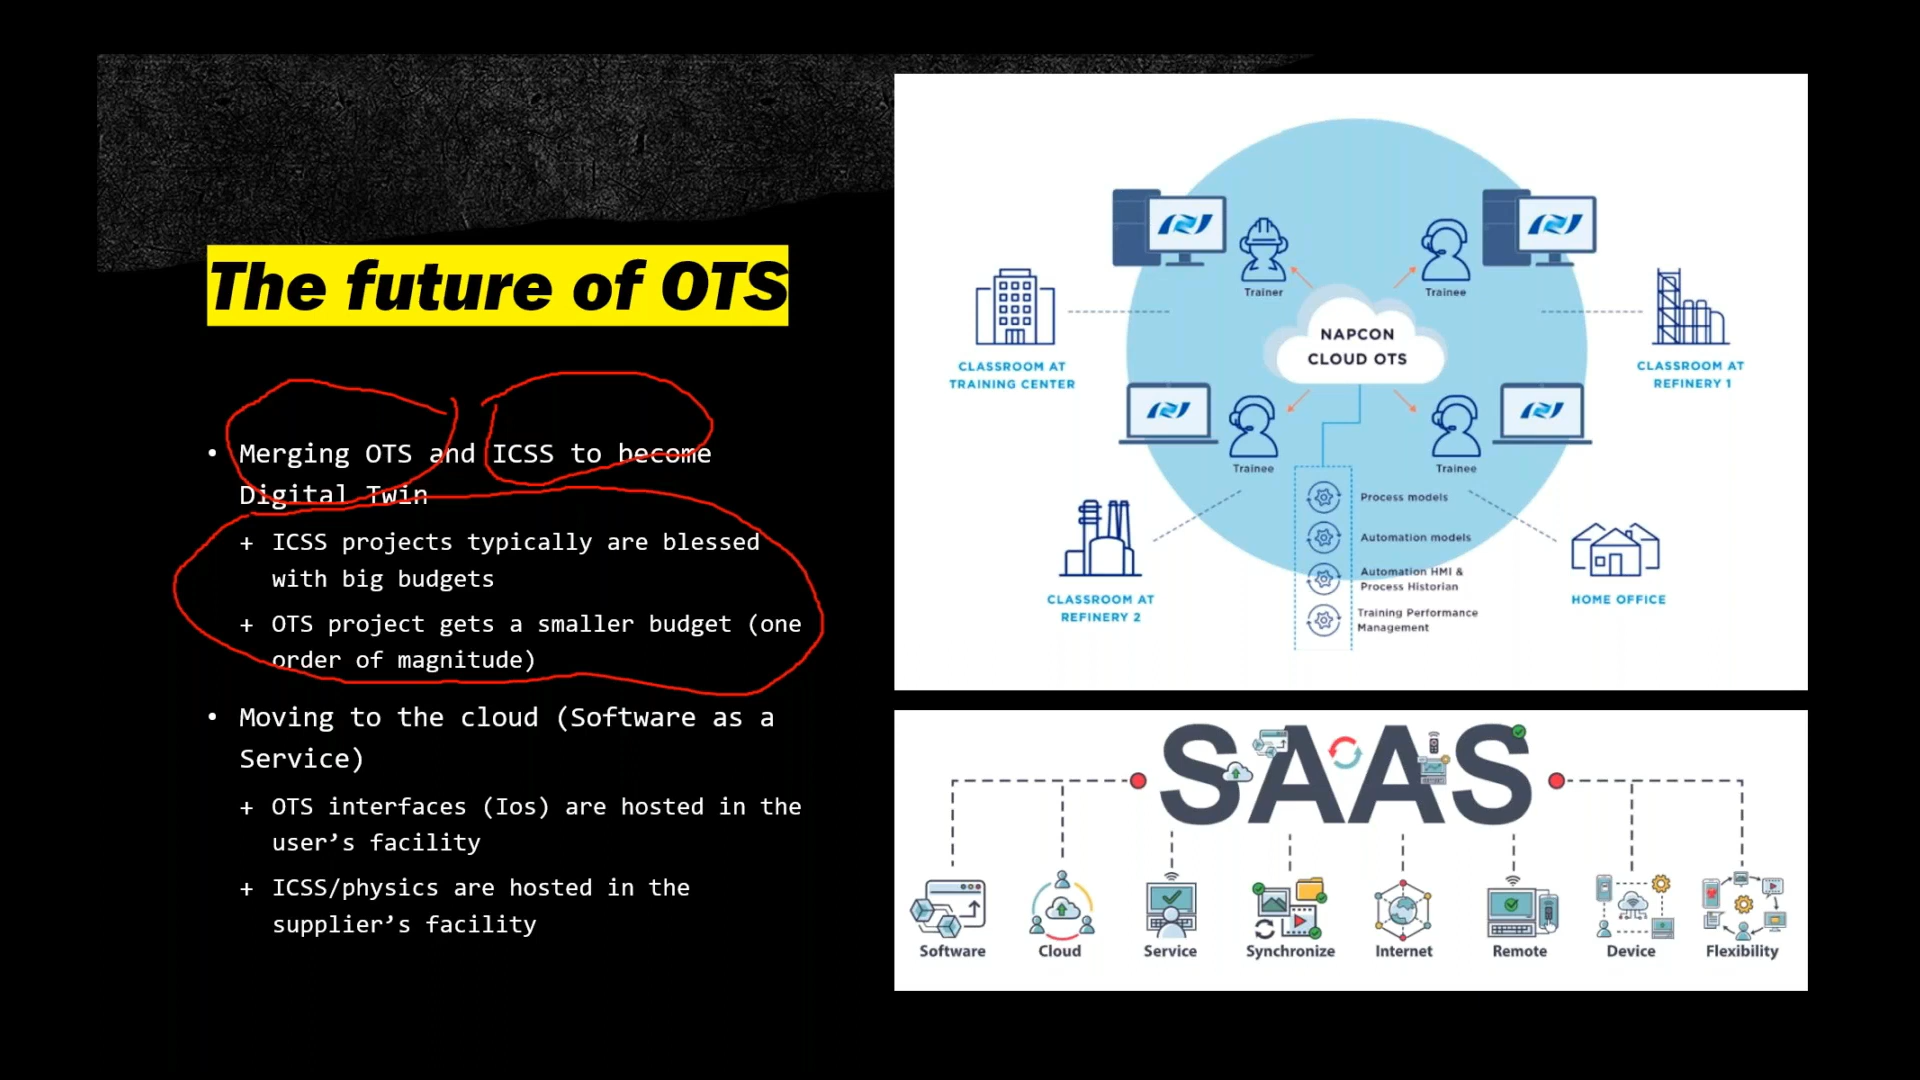 The future of OTS
• Merging OTS and ICSS to become
Digital Twin
+ ICSS projects typically are blessed
with big budgets
+ OTS project gets a smaller budget (one
order of magnitude)
• Moving to the cloud (Software as a
Service)
+ OTS interfaces (Ios) are hosted in the
user’s facility
+ ICSS/physics are hosted in the
supplier’s facility
Trainer
Trainee
NAPCON
CLOUD OTS
CLASSROOM AT
TRAINING CENTER
CLASSROOM AT
REFINERY 1
Trainee
Trainee
Process models
Automation models
Automation HMI &
Process Historian
Training Performance
Management
CLASSROOM AT
REFINERY 2
HOME OFFICE
SAAS
Software
Cloud
Service
Synchronize
Internet
Remote
Device
Flexibility